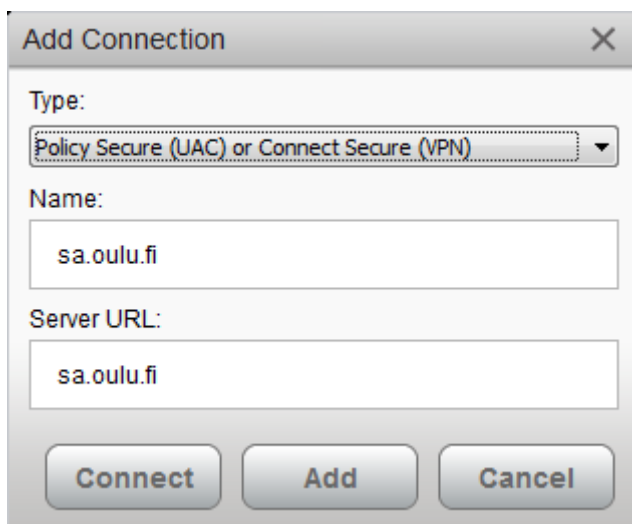 Add Connection
Type:
Policy Secure (UAC) or Connect Secure (VPN)
Name:
sa.oulu.fi
Server URL:
sa.oulu.fi
Connect Add Cancel